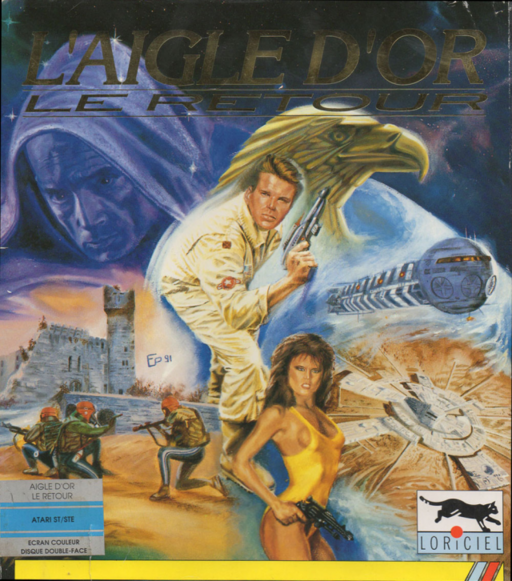 L'AIGLE D'OR
LE RETOUR
EP 91
AIGLE D'OR
LE RETOUR
ATARI ST/STE
ECRAN COULEUR
DISQUE DOUBLE-FACE
LORICIEL